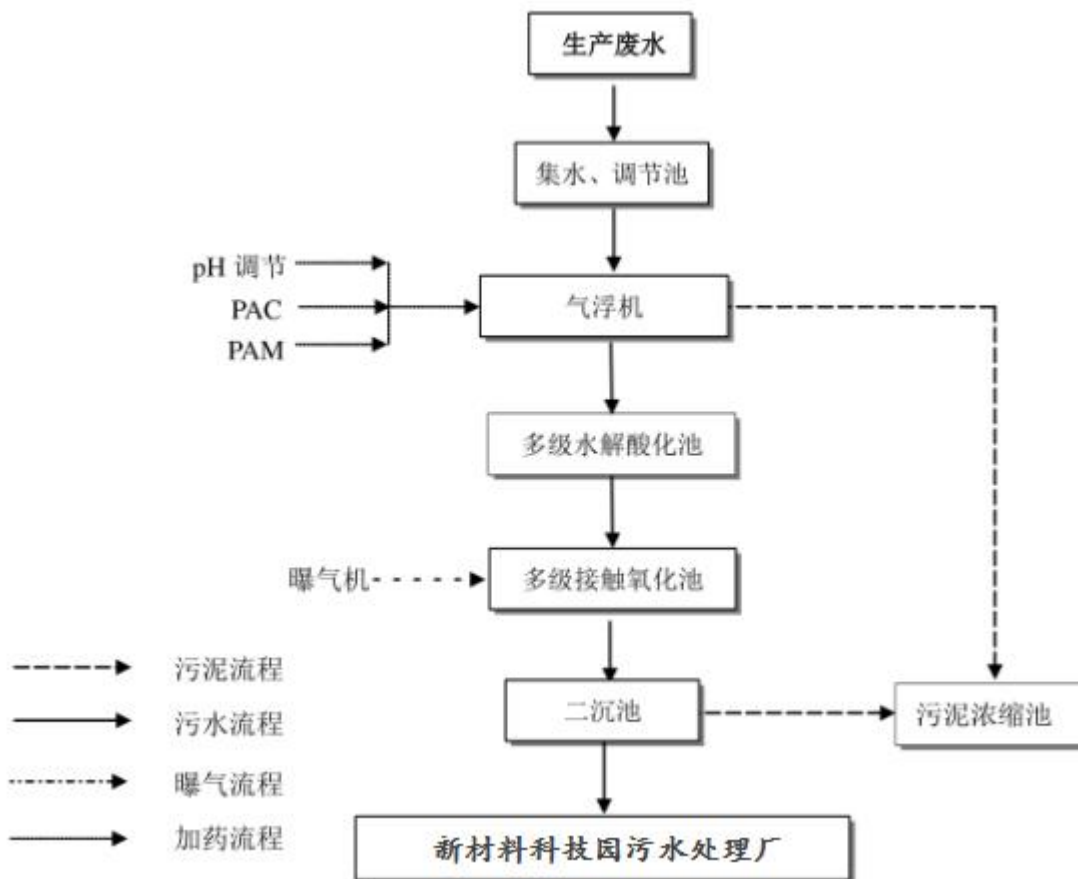 生产废水
集水、调节池
pH 调节
PAC
PAM
气浮机
多级水解酸化池
曝气机
多级接触氧化池
二沉池
污泥浓缩池
新材料科技园污水处理厂
污泥流程
污水流程
曝气流程
加药流程